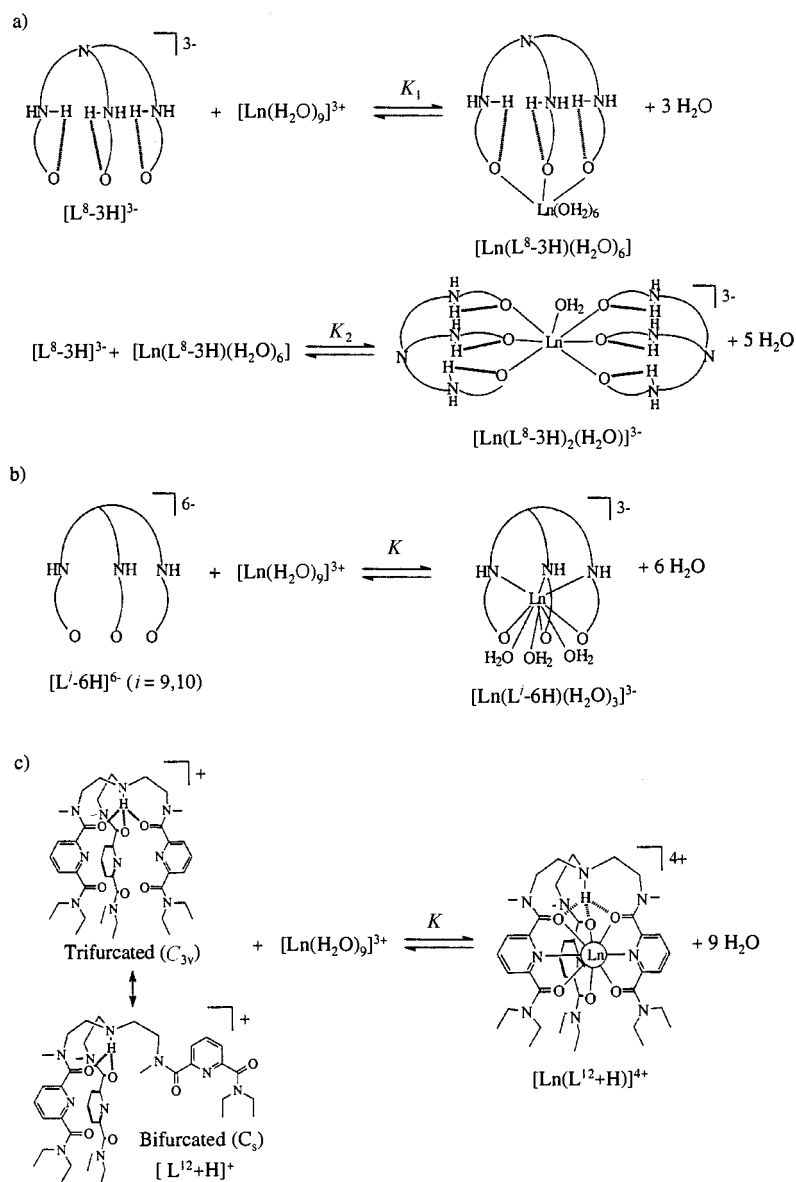 a)
N
3-
HN-H H-NH H-NH
O O O
[L⁸-3H]³⁻
+ [Ln(H₂O)₉]³⁺
K₁
N
HN-H H-NH H-NH
O O O
Ln(OH₂)₆
[Ln(L⁸-3H)(H₂O)₆]
+ 3 H₂O
[L⁸-3H]³⁻ + [Ln(L⁸-3H)(H₂O)₆]
K₂
3-
N
H
N
H
O
OH₂
O
H
N
H
H
N
H
O
Ln
O
H
N
H
N
H
N
H
O
O
H
N
H
+ 5 H₂O
[Ln(L⁸-3H)₂(H₂O)]³⁻
b)
6-
HN NH NH
O O O
[Lⁱ-6H]⁶⁻ (i = 9,10)
+ [Ln(H₂O)₉]³⁺
K
3-
HN NH NH
Ln
O O O
H₂O OH₂ OH₂
[Ln(Lⁱ-6H)(H₂O)₃]³⁻
+ 6 H₂O
c)
+
N
H
N N N
O O O
N N N
O O O
N N N
Trifurcated (C₃ᵥ)
+ [Ln(H₂O)₉]³⁺
K
4+
N
H
N N N
O O O
N Ln N
N
O O O
N N N
[Ln(L¹²+H)]⁴⁺
+ 9 H₂O
+
N
H
N N N
O O O
N N N
O O O
N N N
Bifurcated (Cₛ)
[ L¹²+H]⁺